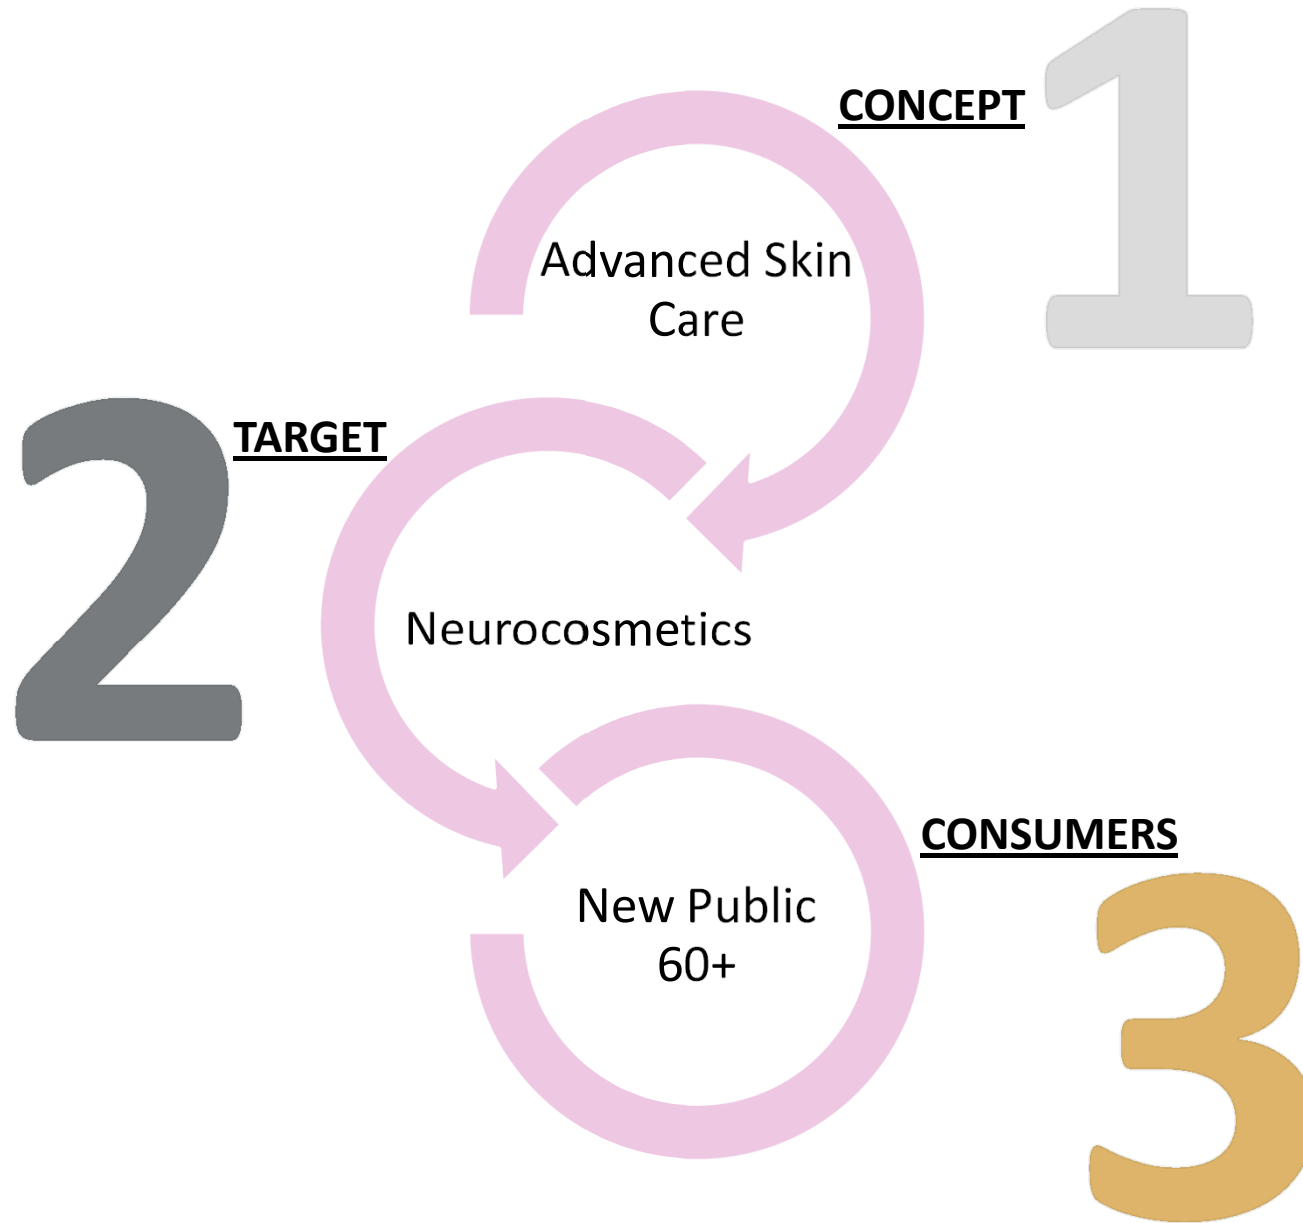 CONCEPT
1
Advanced Skin
Care
2
TARGET
Neurocosmetics
CONSUMERS
3
New Public
60+